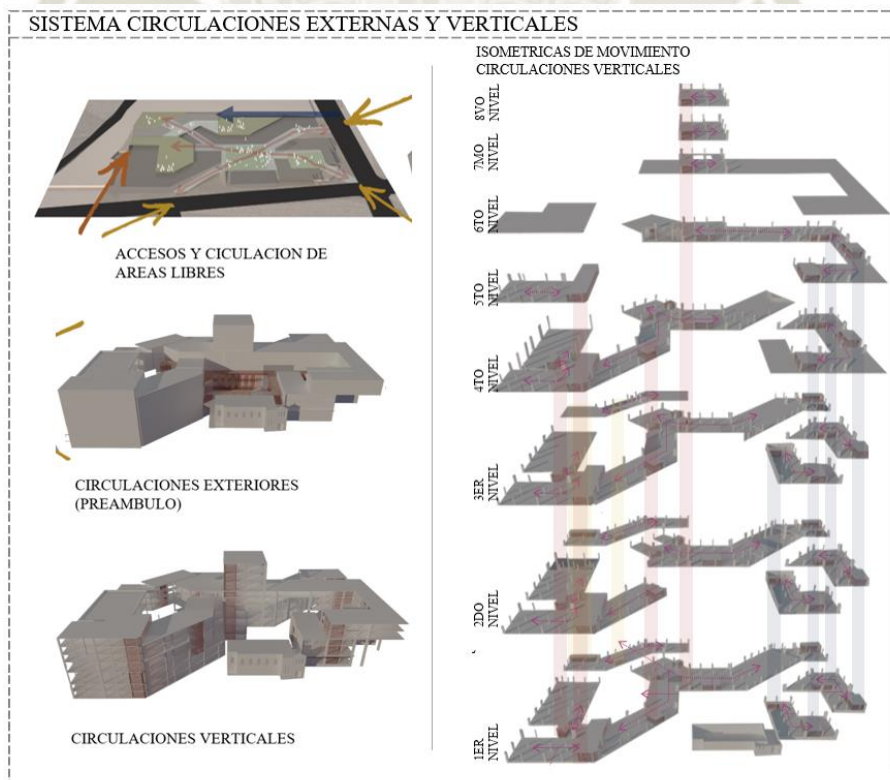 SISTEMA CIRCULACIONES EXTERNAS Y VERTICALES
ACCESOS Y CICULACION DE
AREAS LIBRES
CIRCULACIONES EXTERIORES
(PREAMBULO)
CIRCULACIONES VERTICALES
ISOMETRICAS DE MOVIMIENTO
CIRCULACIONES VERTICALES
8VO
NIVEL
7MO
NIVEL
6TO
NIVEL
5TO
NIVEL
4TO
NIVEL
3ER
NIVEL
2DO
NIVEL
1ER
NIVEL